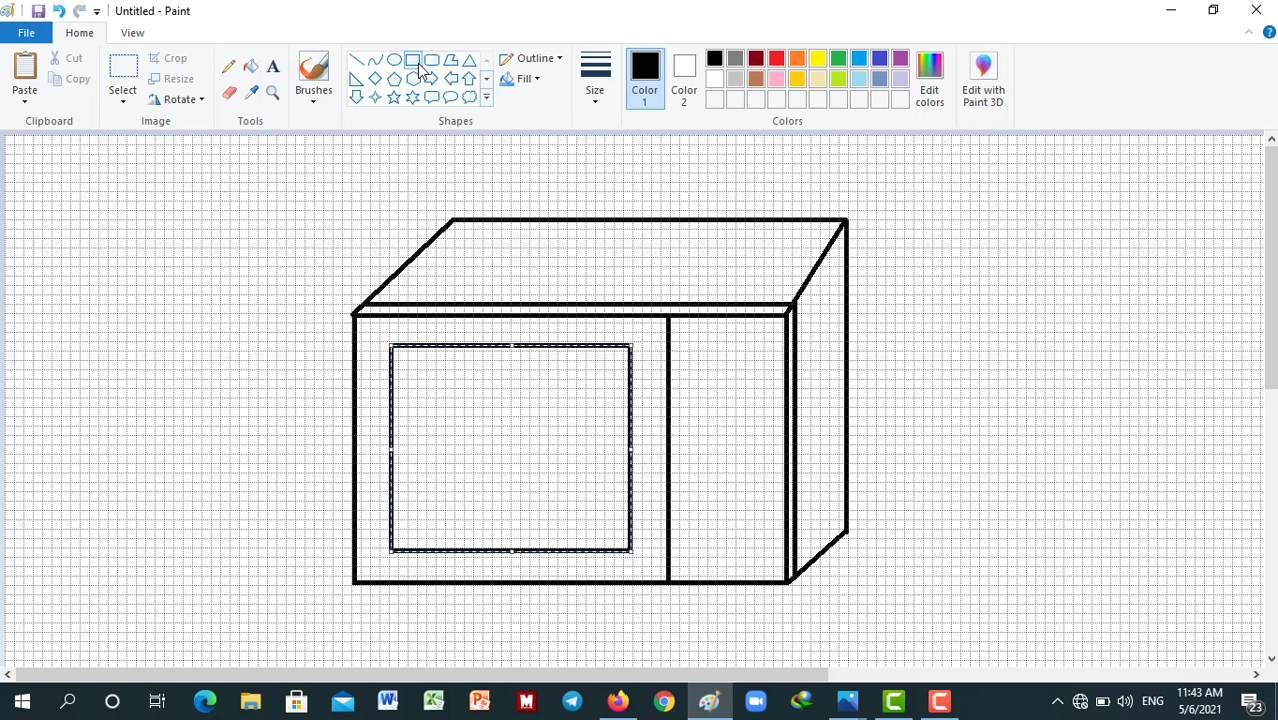 Untitled - Paint
File
Home
View
Paste
Cut
Copy
Clipboard
Select
Crop
Resize
Rotate
Image
A
Tools
Brushes
Outline
Fill
Shapes
Size
Color
1
Color
2
Edit
colors
Colors
Edit with
Paint 3D
W
X
P
M
ENG
11:43 AM
5/6/2021
23